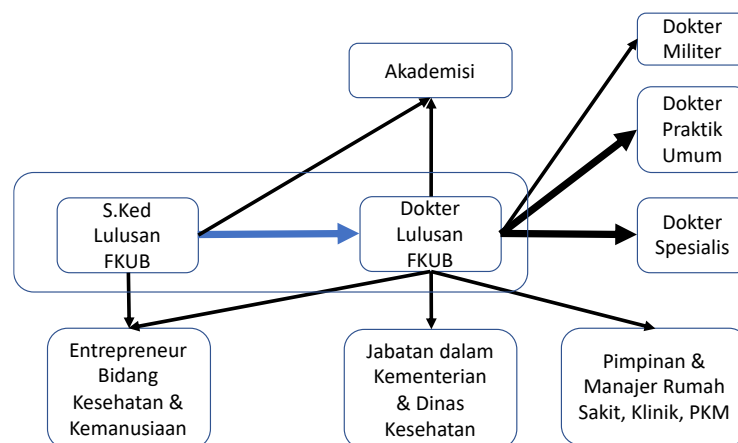 Dokter
Militer
Akademisi
Dokter
Praktik
Umum
S.Ked
Lulusan
FKUB
Dokter
Lulusan
FKUB
Dokter
Spesialis
Entrepreneur
Bidang
Kesehatan &
Kemanusiaan
Jabatan dalam
Kementerian
& Dinas
Kesehatan
Pimpinan &
Manajer Rumah
Sakit, Klinik, PKM